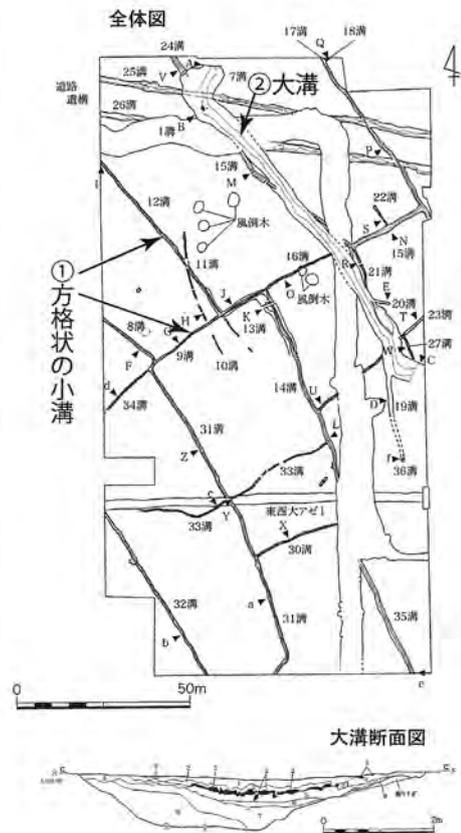 全体図
17溝
18溝
Q
24溝
A
V
7溝
②大溝
道路
遺構
25溝
26溝
1溝
B
P
15溝
M
12溝
風倒木
22溝
S
N
15溝
11溝
16溝
R
21溝
E
20溝
T
23溝
①方格状の小溝
J
O
風倒木
K
13溝
H
G
8溝
F
9溝
10溝
W
27溝
C
d
34溝
14溝
U
D
19溝
31溝
L
Z
33溝
f
36溝
Y
東西大アゼ1
33溝
X
30溝
32溝
a
31溝
35溝
b
e
0
50m
大溝断面図
0
2m